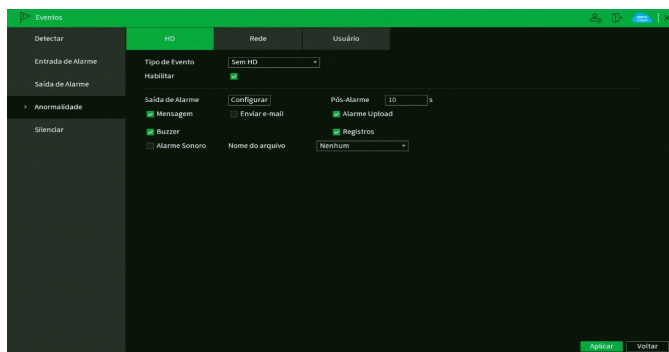 Eventos
Detectar
Entrada de Alarme
Saída de Alarme
Anormalidade
Silenciar
HD Rede Usuário
Tipo de Evento Sem HD
Habilitar
Saída de Alarme Configurar Pós-Alarme 10 s
Mensagem Enviar e-mail Alarme Upload
Buzzer Registros
Alarme Sonoro Nome do arquivo Nenhum
Aplicar Voltar